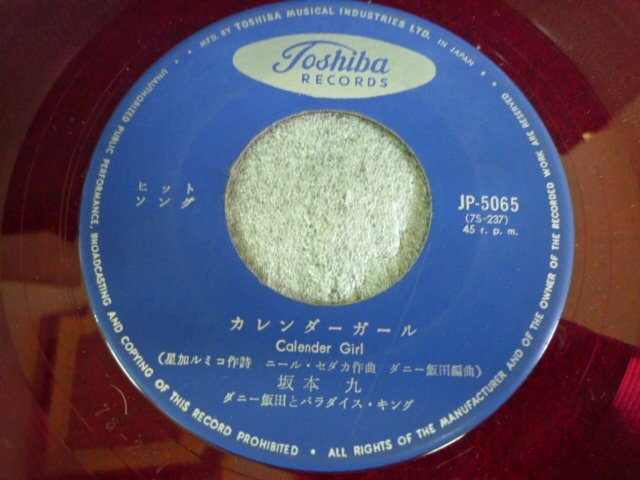 MFD. BY TOSHIBA MUSICAL INDUSTRIES LTD. IN JAPAN. • ALL RIGHTS OF THE MANUFACTURER AND OF THE OWNER OF THE RECORDED WORK ARE RESERVED
UNAUTHORIZED PUBLIC PERFORMANCE, BROADCASTING AND COPYING OF THIS RECORD PROHIBITED •
Toshiba
RECORDS
ヒット
ソング
JP-5065
(7S-237)
45 r. p. m.
カレンダーガール
Calender Girl
(星加ルミコ作詩 ニール・セダカ作曲 ダニー飯田編曲)
坂本 九
ダニー飯田とパラダイス・キング